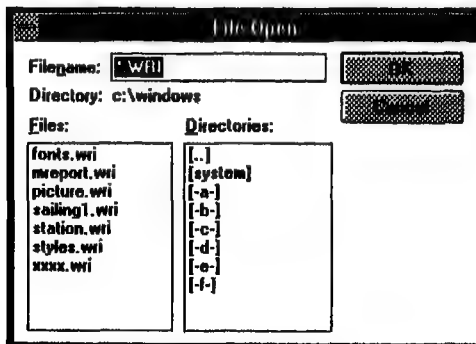 File Open
Filename: *.WRI
OK
Directory: c:\windows
Cancel
Files:
Directories:
fonts.wri
mreport.wri
picture.wri
sailing1.wri
station.wri
styles.wri
xxxx.wri
[..]
[system]
[-a-]
[-b-]
[-c-]
[-d-]
[-e-]
[-f-]